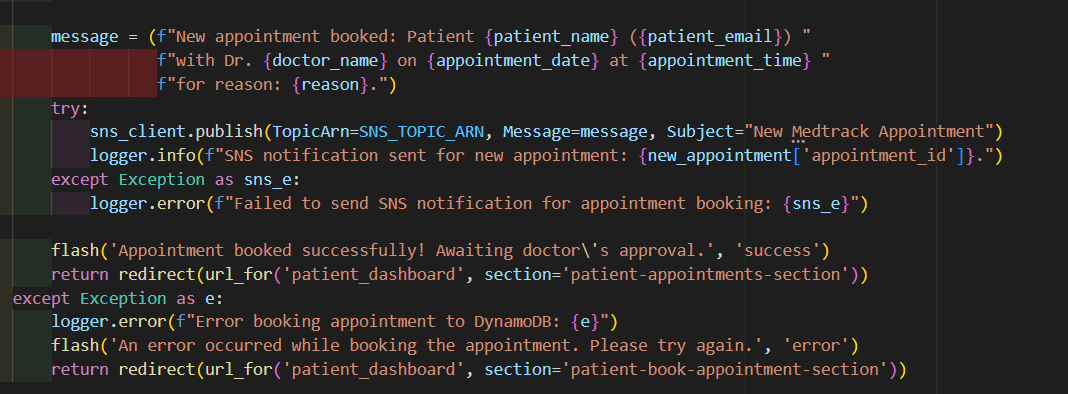 message = (f"New appointment booked: Patient {patient_name} ({patient_email}) "
f"with Dr. {doctor_name} on {appointment_date} at {appointment_time} "
f"for reason: {reason}.")
try:
sns_client.publish(TopicArn=SNS_TOPIC_ARN, Message=message, Subject="New Medtrack Appointment")
logger.info(f"SNS notification sent for new appointment: {new_appointment['appointment_id']}.")
except Exception as sns_e:
logger.error(f"Failed to send SNS notification for appointment booking: {sns_e}")
flash('Appointment booked successfully! Awaiting doctor\'s approval.', 'success')
return redirect(url_for('patient_dashboard', section='patient-appointments-section'))
except Exception as e:
logger.error(f"Error booking appointment to DynamoDB: {e}")
flash('An error occurred while booking the appointment. Please try again.', 'error')
return redirect(url_for('patient_dashboard', section='patient-book-appointment-section'))